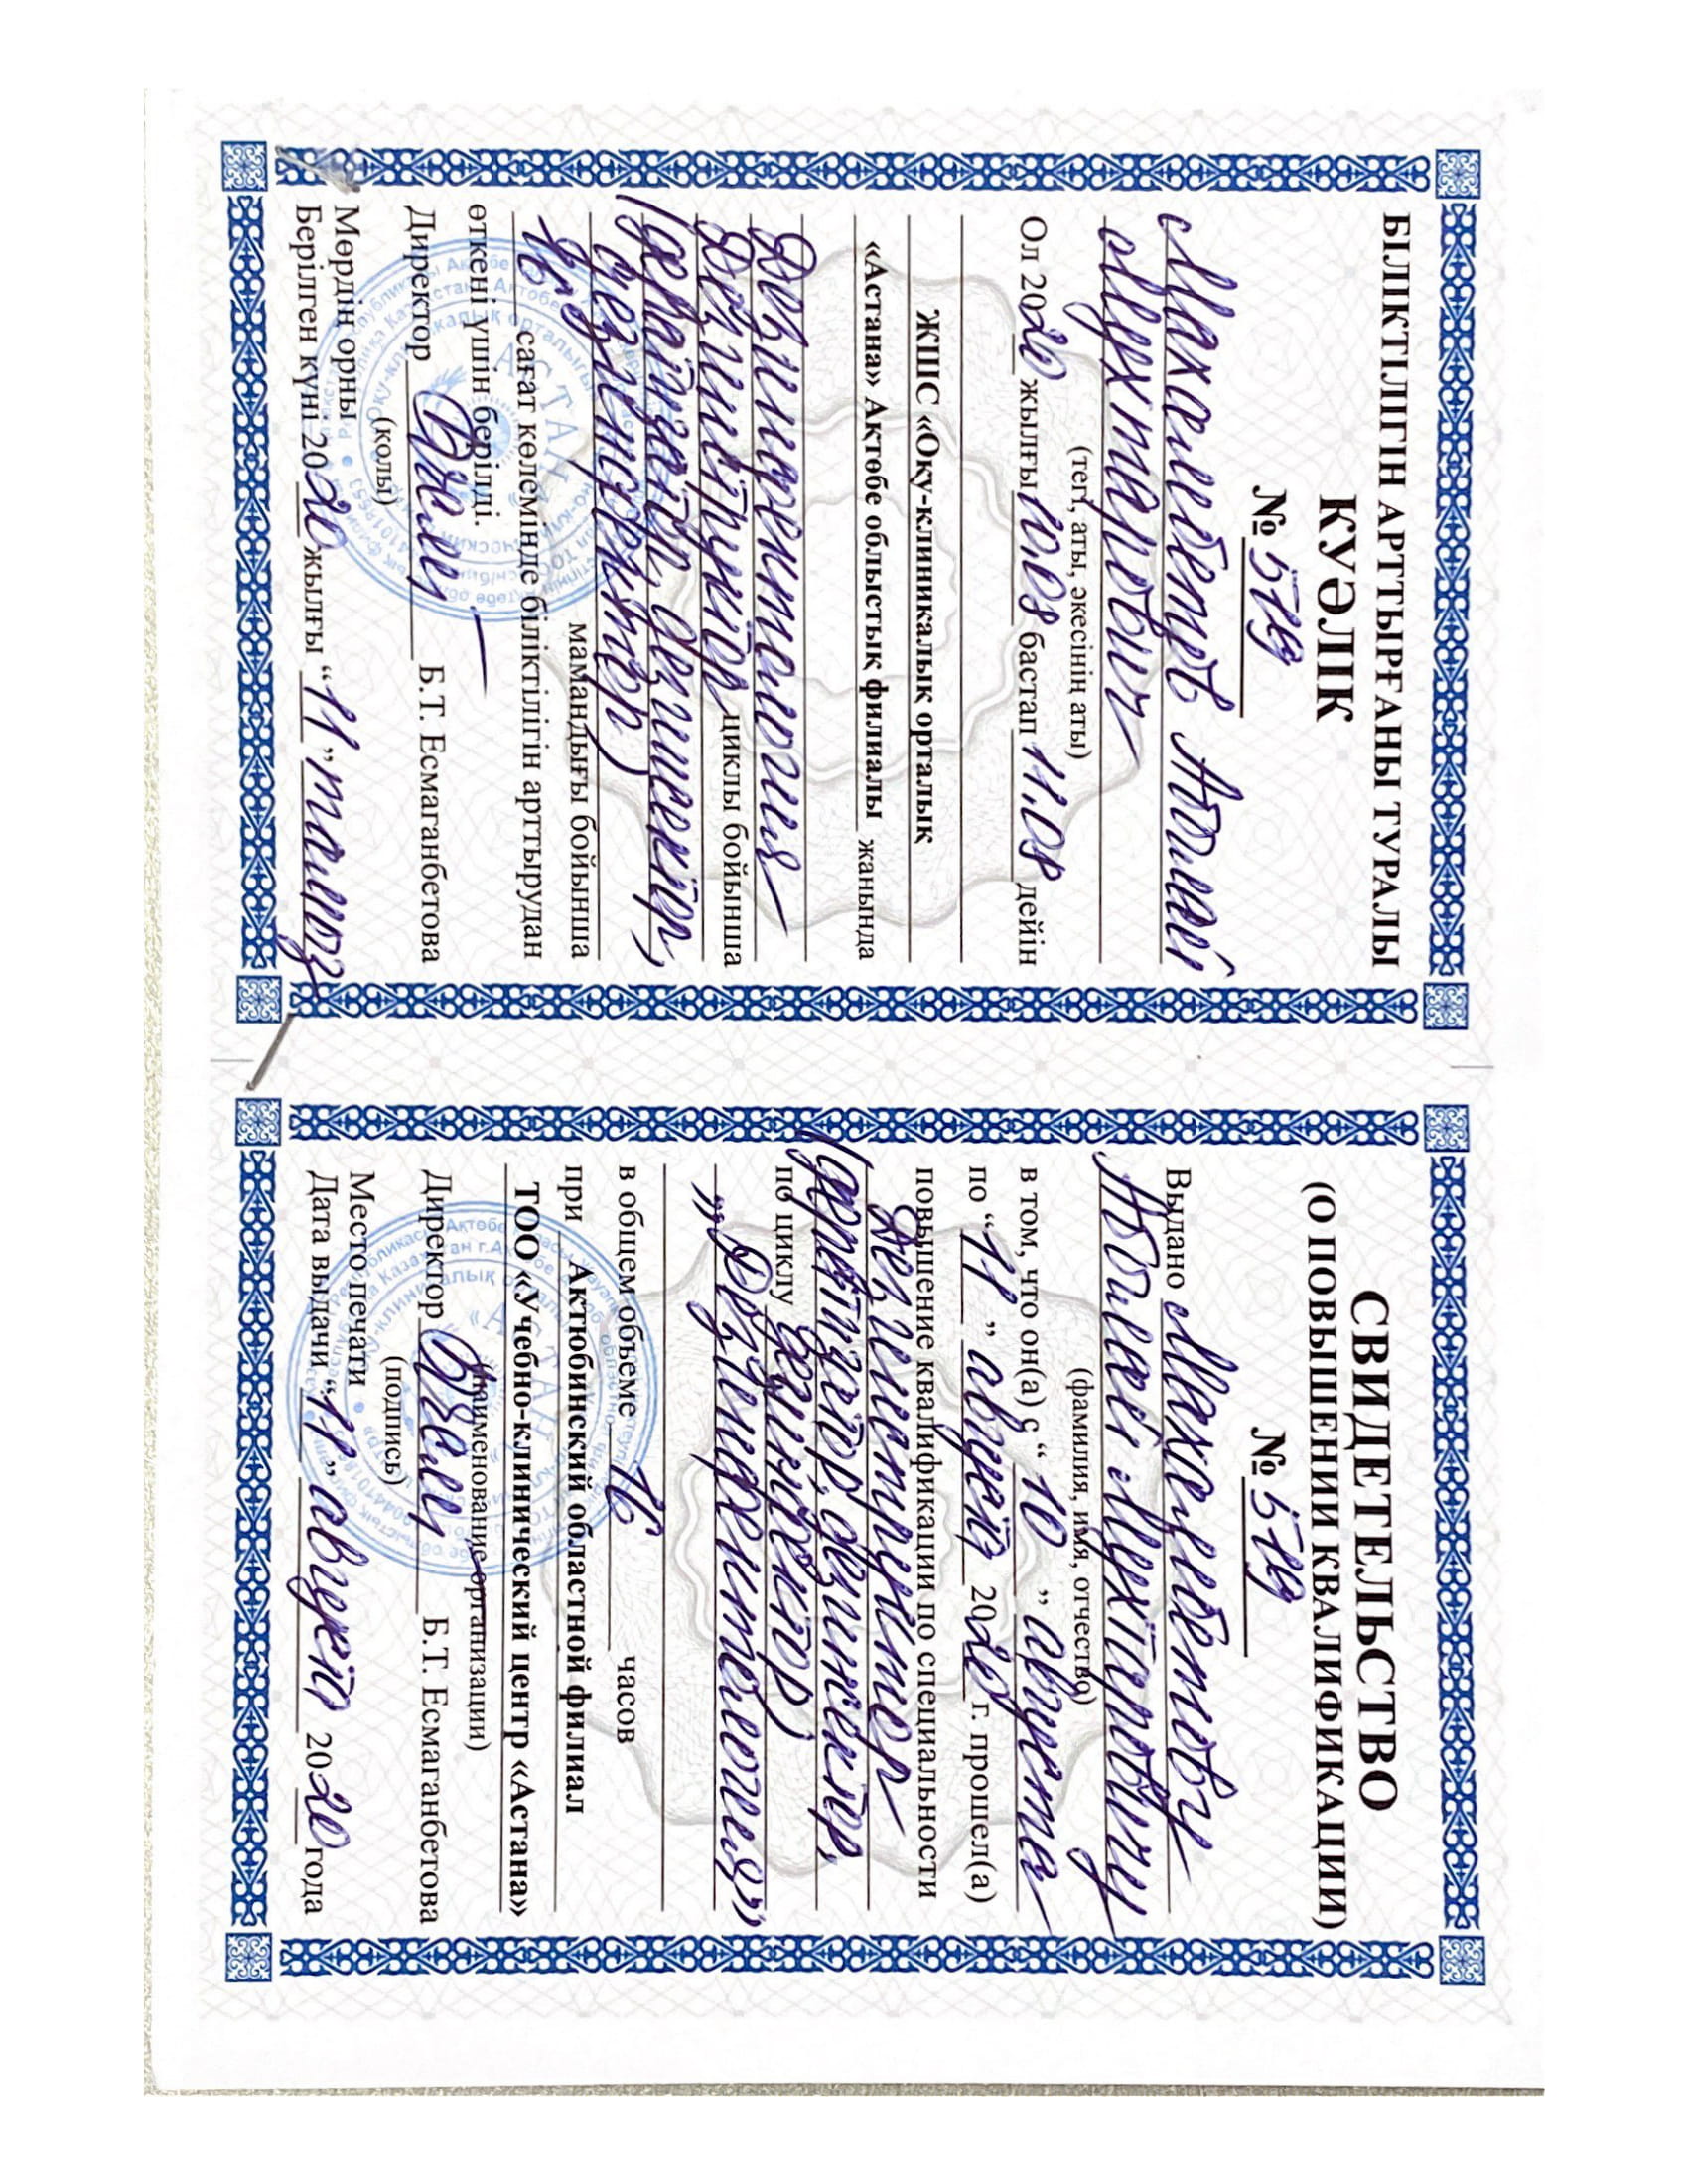 БІЛІКТІЛІГІН АРТТЫРҒАНЫ ТУРАЛЫ
КУӘЛІК
№ 519
Махамбетов Абылай
Мухтарович
(тегі, аты, әкесінің аты)
Ол 2020 жылғы 10.08 бастап 11.08 дейін
ЖШС «Оқу-клиникалық орталық
«Астана» Ақтөбе облыстық филиалы жанында
Дезинфектология
Дезинструктор циклы бойынша
(дератизатор, дезинсектор,
дезинфектор)
мамандығы бойынша
16 сағат көлемінде біліктілігін арттырудан
өткені үшін берілді.
Директор Б.Т. Есмаганбетова
(қолы)
Мөрдің орны
Берілген күні 2020 жылғы “11” тамыз
СВИДЕТЕЛЬСТВО
(О ПОВЫШЕНИИ КВАЛИФИКАЦИИ)
№ 519
Выдано Махамбетову
Абылай Мухтаровичу
(фамилия, имя, отчество)
в том, что он(а) с “10” августа
по “11” августа 2020 г. прошел(а)
повышение квалификации по специальности
Дезинструктор
(дератизатор, дезинсектор,
по циклу дезинфектор)
„Дезинфектология”
в общем объеме 16 часов
при Актюбинский областной филиал
ТОО «Учебно-клинический центр «Астана»
(наименование организации)
Директор Б.Т. Есмаганбетова
(подпись)
Место печати
Дата выдачи “11” августа 2020 года